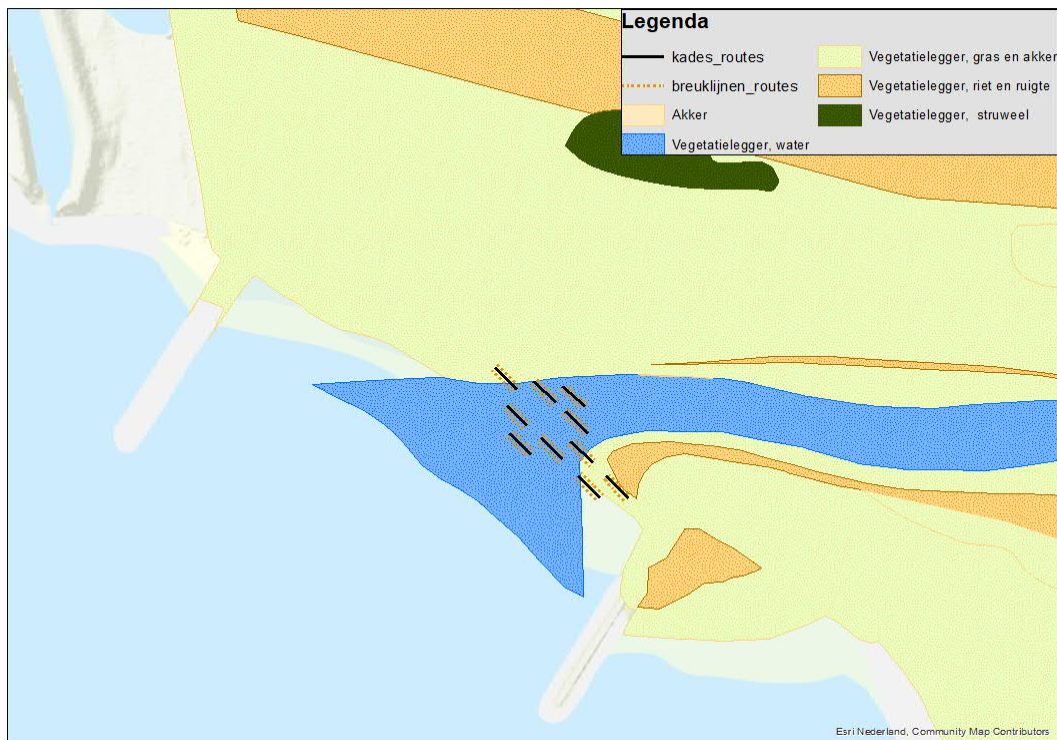 Legenda
kades_routes
breuklijnen_routes
Akker
Vegetatielegger, water
Vegetatielegger, gras en akker
Vegetatielegger, riet en ruigte
Vegetatielegger, struweel
Esri Nederland, Community Map Contributors